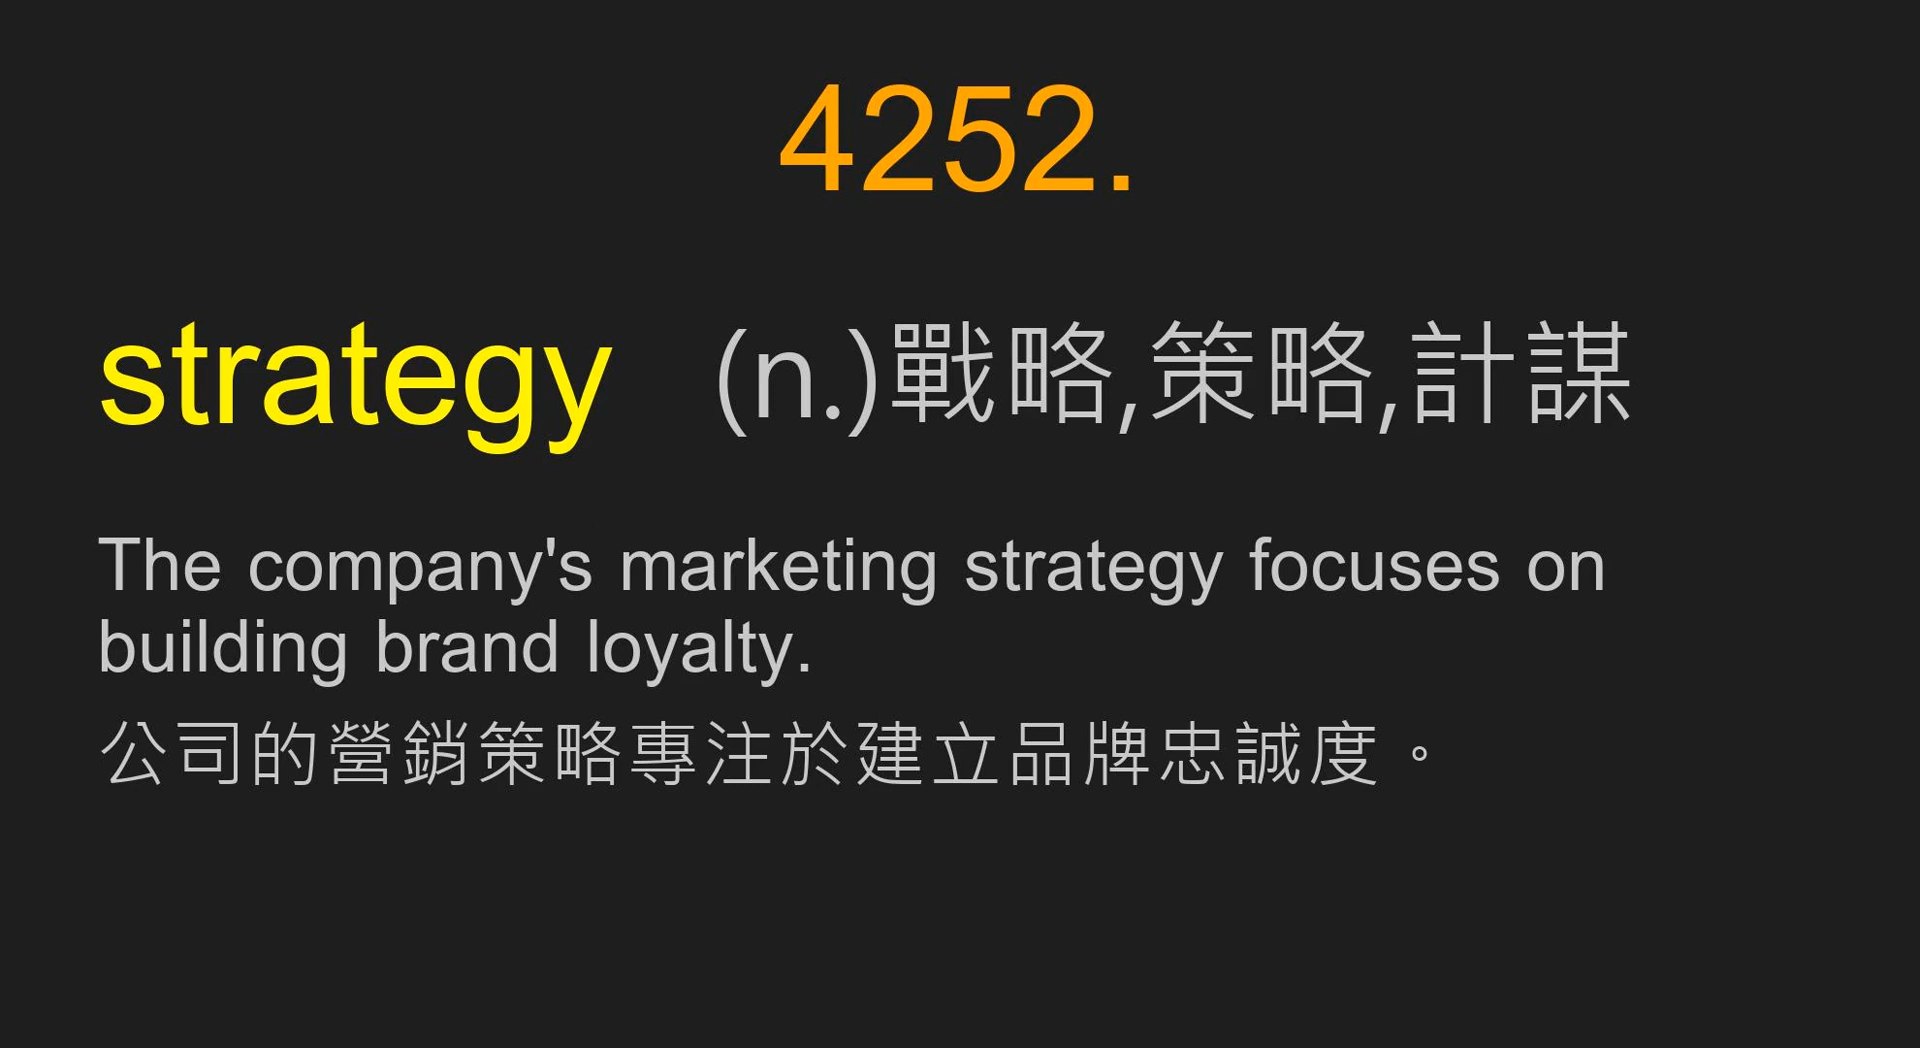 4252.
strategy (n.)戰略,策略,計謀
The company's marketing strategy focuses on
building brand loyalty.
公司的營銷策略專注於建立品牌忠誠度。